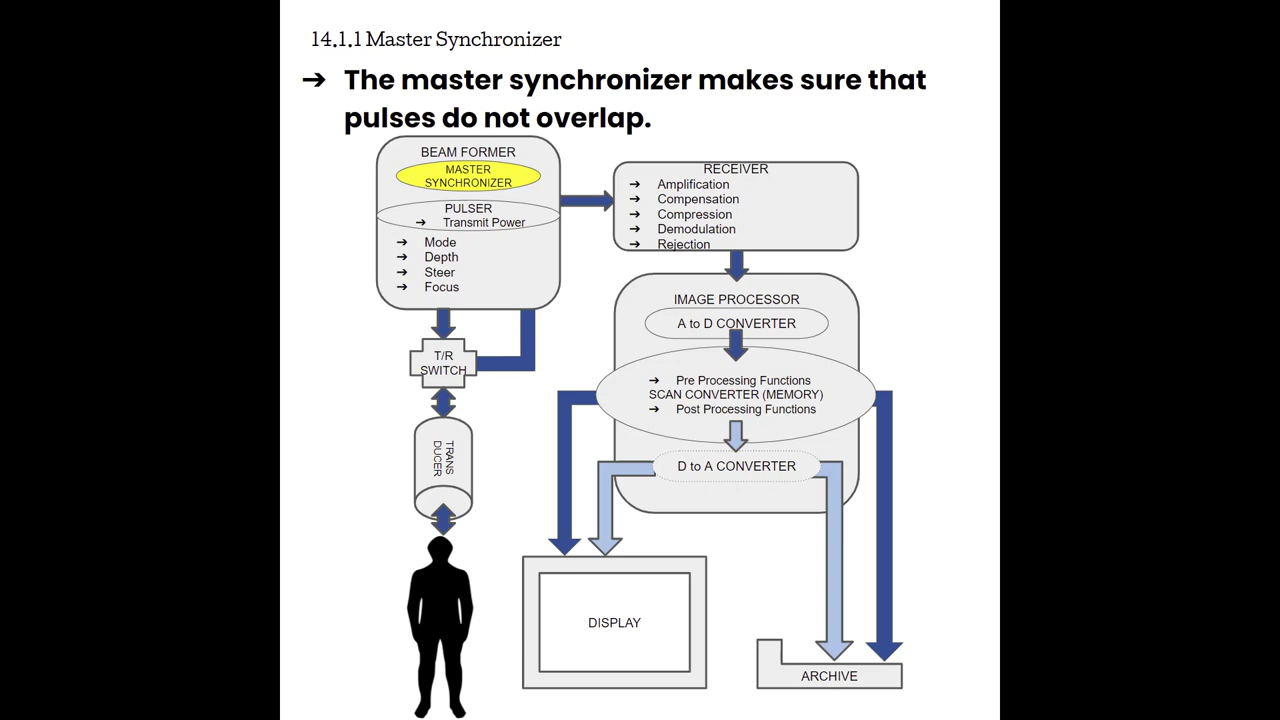 14.1.1 Master Synchronizer
➔ The master synchronizer makes sure that
pulses do not overlap.
BEAM FORMER
MASTER
SYNCHRONIZER
PULSER
➔ Transmit Power
➔ Mode
➔ Depth
➔ Steer
➔ Focus
T/R
SWITCH
TRANS
DUCER
RECEIVER
➔ Amplification
➔ Compensation
➔ Compression
➔ Demodulation
➔ Rejection
IMAGE PROCESSOR
A to D CONVERTER
➔ Pre Processing Functions
SCAN CONVERTER (MEMORY)
➔ Post Processing Functions
D to A CONVERTER
DISPLAY
ARCHIVE